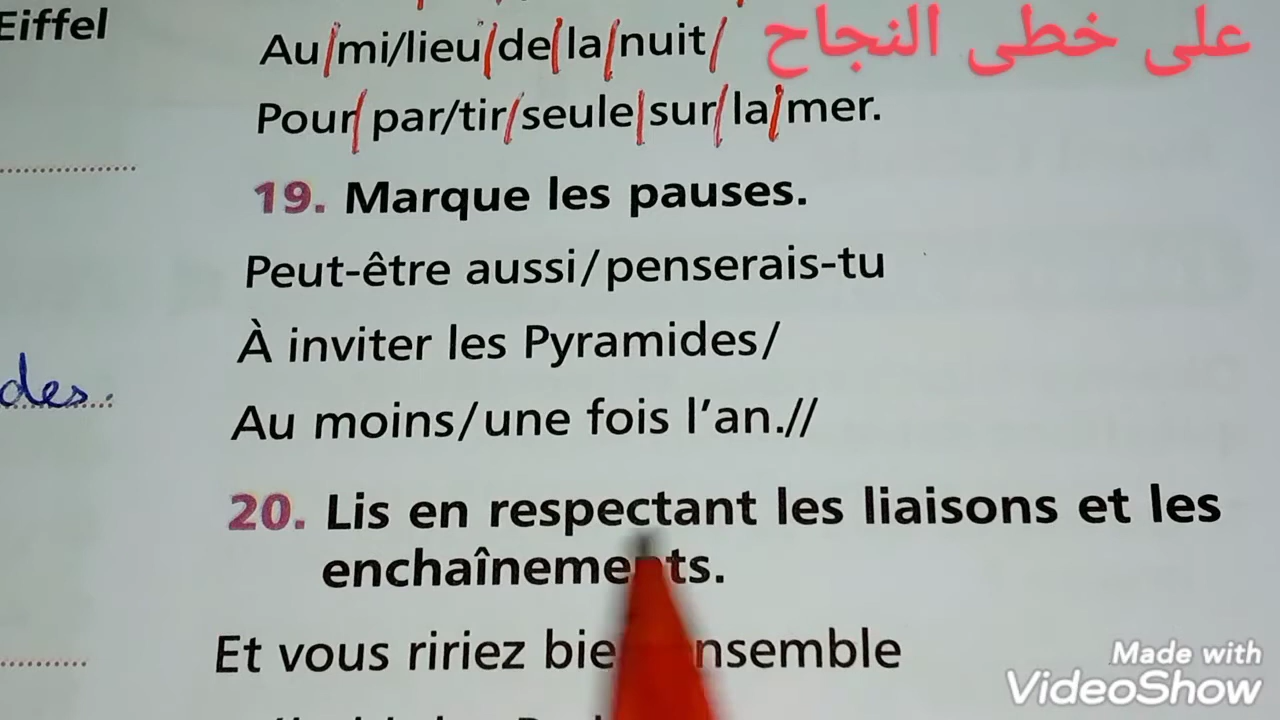 Eiffel
Au/mi/lieu/de/la/nuit/
على خطى النجاح
Pour/par/tir/seule/sur/la/mer.
19. Marque les pauses.
Peut-être aussi/penserais-tu
À inviter les Pyramides/
des.
Au moins/une fois l'an.//
20. Lis en respectant les liaisons et les
enchaînements.
Et vous ririez bien ensemble
Made with
VideoShow